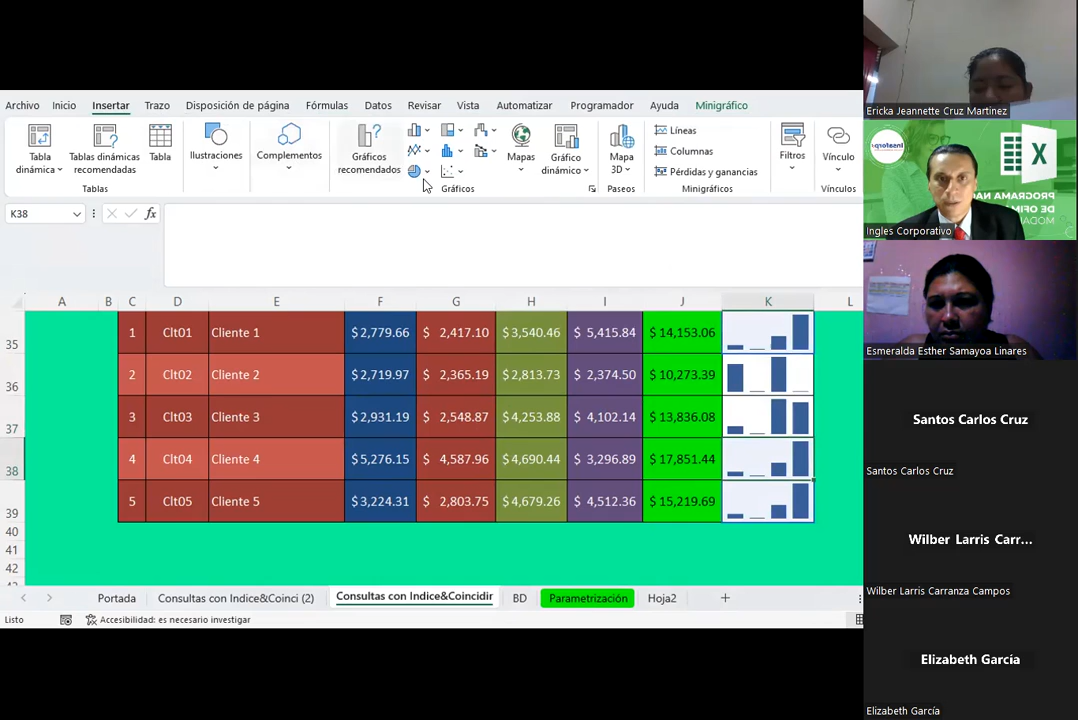 Archivo Inicio Insertar Trazo Disposición de página Fórmulas Datos Revisar Vista Automatizar Programador Ayuda Minigráfico
Tabla dinámica
Tablas dinámicas recomendadas
Tabla
Tablas
Ilustraciones
Complementos
Gráficos recomendados
Mapas
Gráfico dinámico
Gráficos
Mapa 3D
Paseos
Líneas
Columnas
Pérdidas y ganancias
Minigráficos
Filtros
Vínculo
Vínculos
K38 fx
A B C D E F G H I J K L
35 1 Clt01 Cliente 1 $2,779.66 $ 2,417.10 $3,540.46 $ 5,415.84 $14,153.06
36 2 Clt02 Cliente 2 $2,719.97 $ 2,365.19 $2,813.73 $ 2,374.50 $10,273.39
37 3 Clt03 Cliente 3 $2,931.19 $ 2,548.87 $4,253.88 $ 4,102.14 $13,836.08
38 4 Clt04 Cliente 4 $5,276.15 $ 4,587.96 $4,690.44 $ 3,296.89 $17,851.44
39 5 Clt05 Cliente 5 $3,224.31 $ 2,803.75 $4,679.26 $ 4,512.36 $15,219.69
40
41
42
Portada Consultas con Indice&Coinci (2) Consultas con Indice&Coincidir BD Parametrización Hoja2 +
Listo Accesibilidad: es necesario investigar
Ericka Jeannette Cruz Martínez
X
Ingles Corporativo
Esmeralda Esther Samayoa Linares
Santos Carlos Cruz
Santos Carlos Cruz
Wilber Larris Carr...
Wilber Larris Carranza Campos
Elizabeth García
Elizabeth García